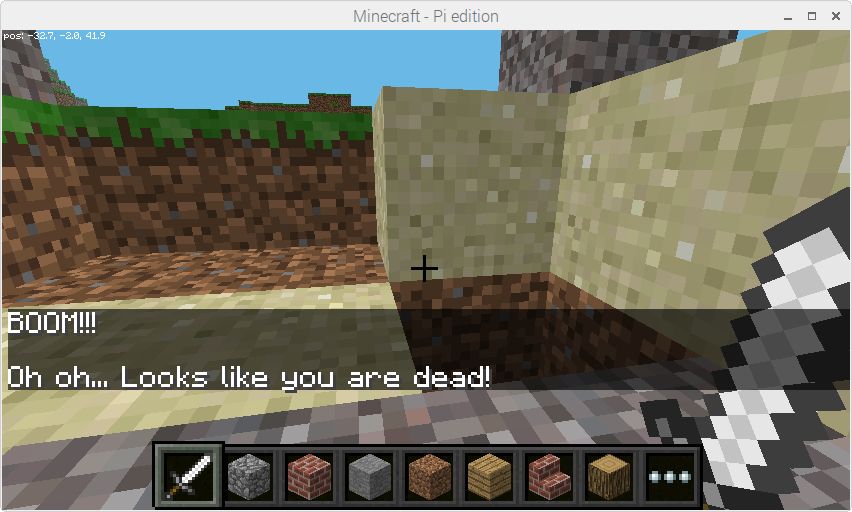 Minecraft - Pi edition
pos: -32.7, -2.0, 41.9
BOOM!!!
Oh oh... Looks like you are dead!